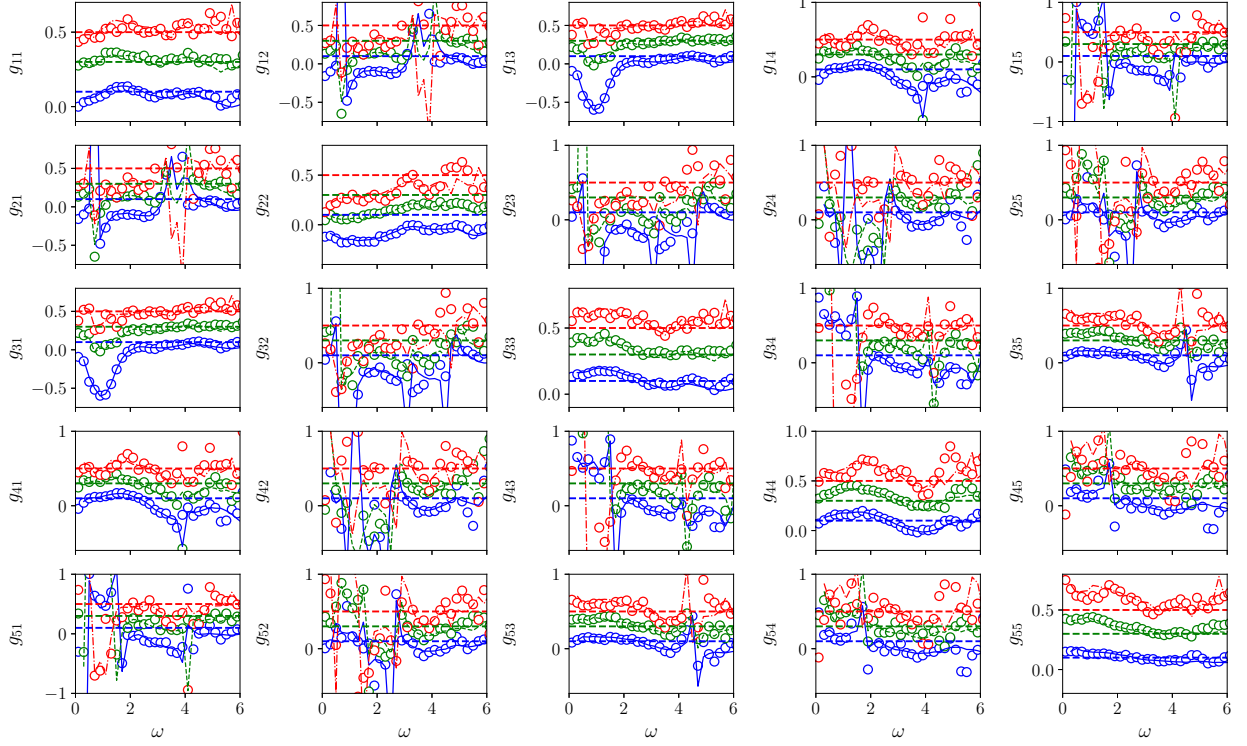 g11 0.5 0.0
g12 0.5 0.0 −0.5
g13 0.5 0.0 −0.5
g14 0
g15 0 −1
g21 0.5 0.0 −0.5
g22 0.5 0.0
g23 1 0
g24 1 0
g25 1 0
g31 0.5 0.0 −0.5
g32 1 0
g33 0.5 0.0
g34 1 0
g35 1 0
g41 1 0
g42 1 0
g43 1 0
g44 1.0 0.5 0.0
g45 1 0
g51 1 0 −1
g52 1 0
g53 1 0
g54 1 0
g55 0.5 0.0
0 2 4 6 0 2 4 6 0 2 4 6 0 2 4 6 0 2 4 6
ω ω ω ω ω